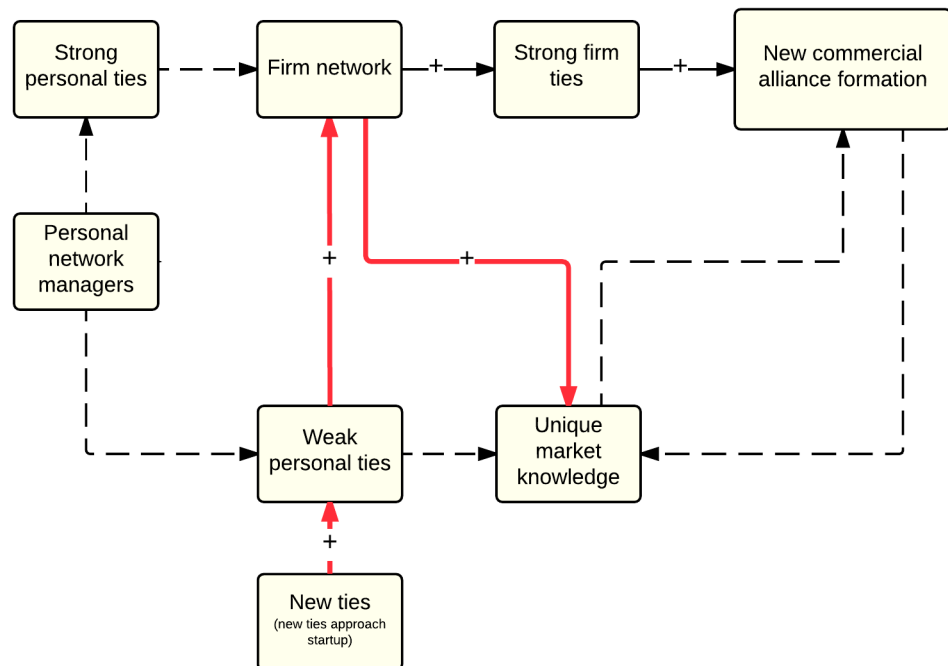 Strong
personal ties
Firm network
+
Strong firm
ties
+
New commercial
alliance formation
Personal
network
managers
+
+
Weak
personal ties
Unique
market
knowledge
+
New ties
(new ties approach
startup)